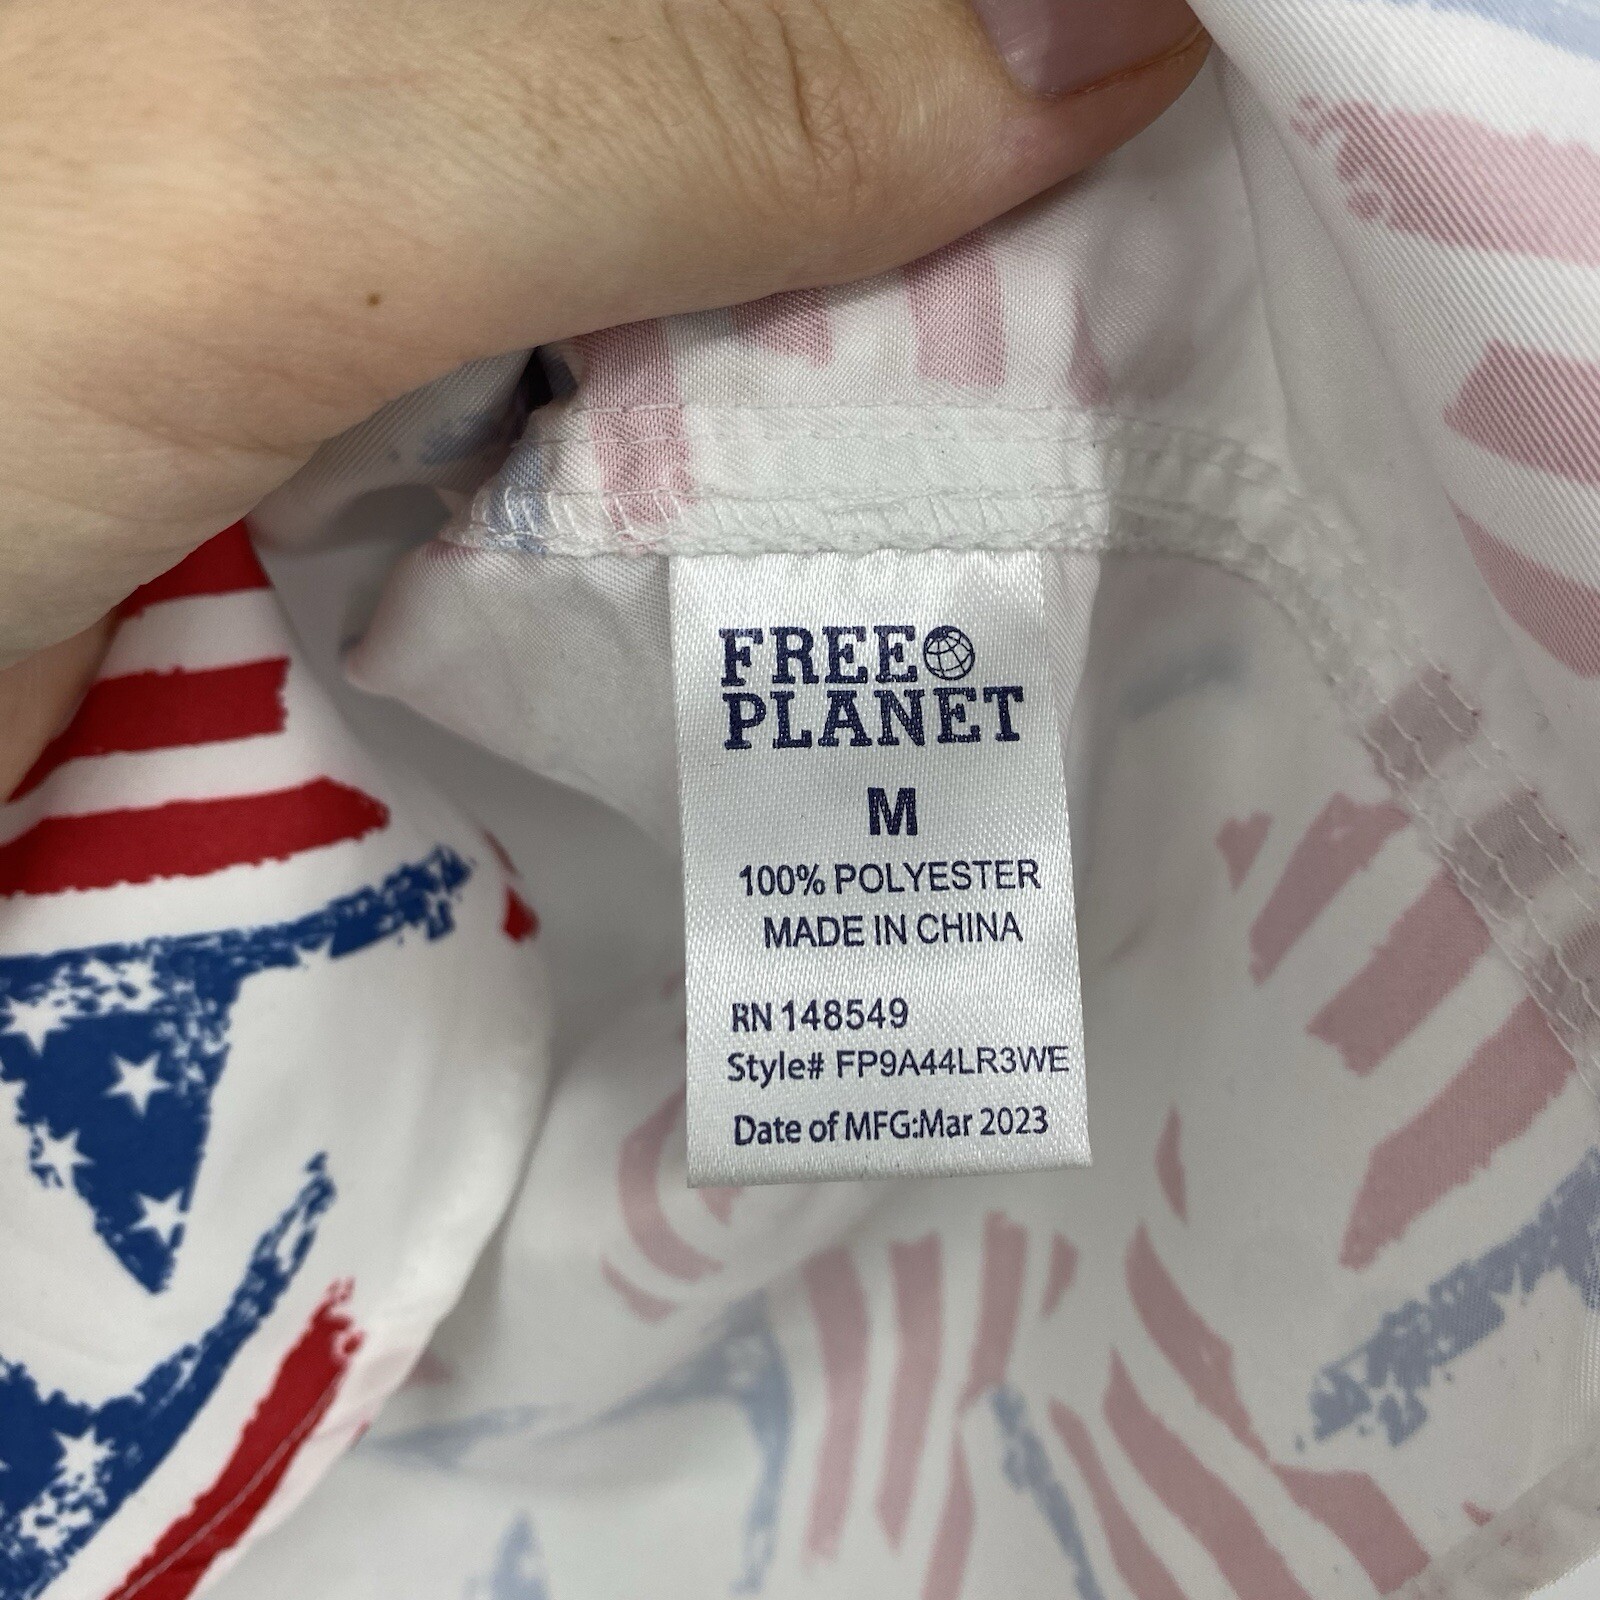 FREE
PLANET
M
100% POLYESTER
MADE IN CHINA
RN 148549
Style# FP9A44LR3WE
Date of MFG:Mar 2023